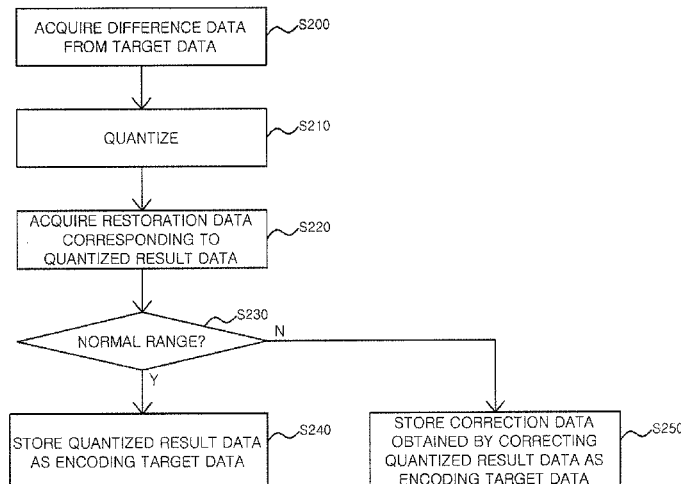 ACQUIRE DIFFERENCE DATA
FROM TARGET DATA
S200
QUANTIZE
S210
ACQUIRE RESTORATION DATA
CORRESPONDING TO
QUANTIZED RESULT DATA
S220
NORMAL RANGE?
S230
N
Y
STORE QUANTIZED RESULT DATA
AS ENCODING TARGET DATA
S240
STORE CORRECTION DATA
OBTAINED BY CORRECTING
QUANTIZED RESULT DATA AS
ENCODING TARGET DATA
S250